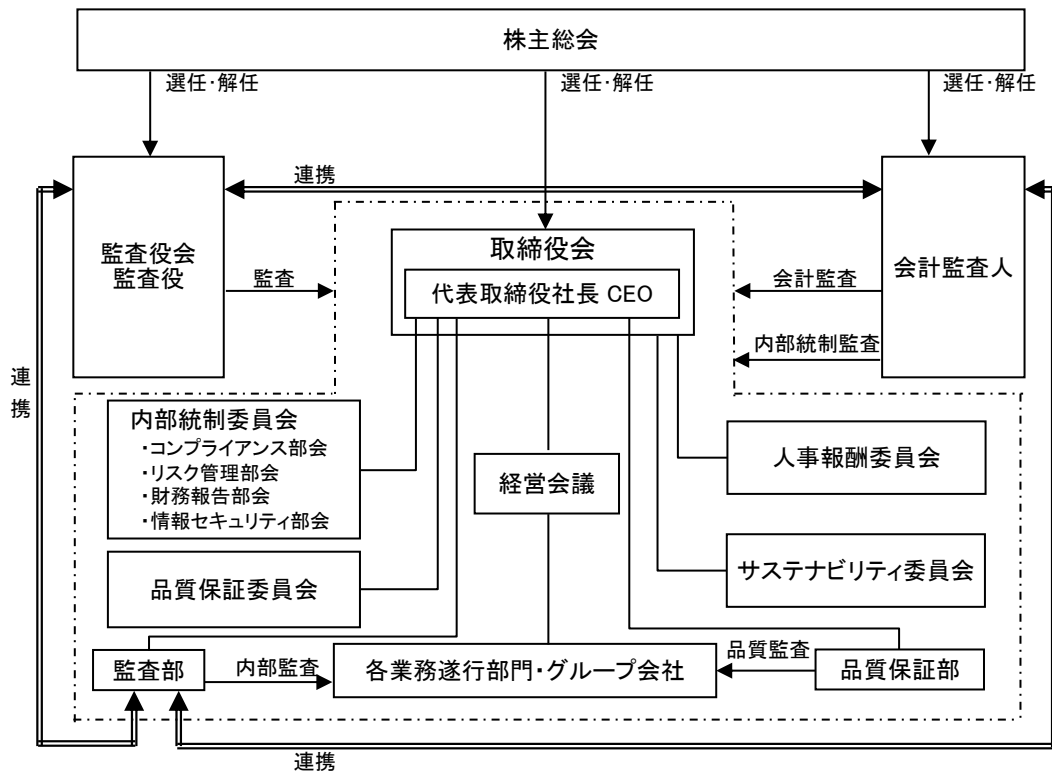 株主総会
選任・解任
選任・解任
選任・解任
連携
監査役会
監査役
監査
取締役会
代表取締役社長 CEO
会計監査人
会計監査
内部統制監査
連携
内部統制委員会
・コンプライアンス部会
・リスク管理部会
・財務報告部会
・情報セキュリティ部会
経営会議
人事報酬委員会
品質保証委員会
サステナビリティ委員会
監査部
内部監査
各業務遂行部門・グループ会社
品質監査
品質保証部
連携